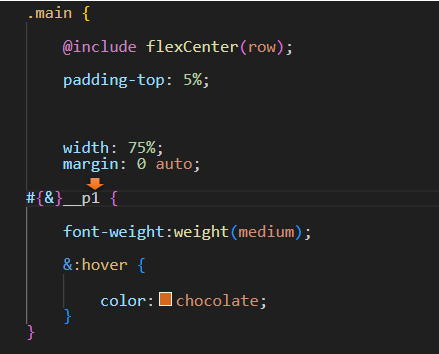 .main {
@include flexCenter(row);
padding-top: 5%;
width: 75%;
margin: 0 auto;
#{&}__p1 {
font-weight:weight(medium);
&:hover {
color: chocolate;
}
}